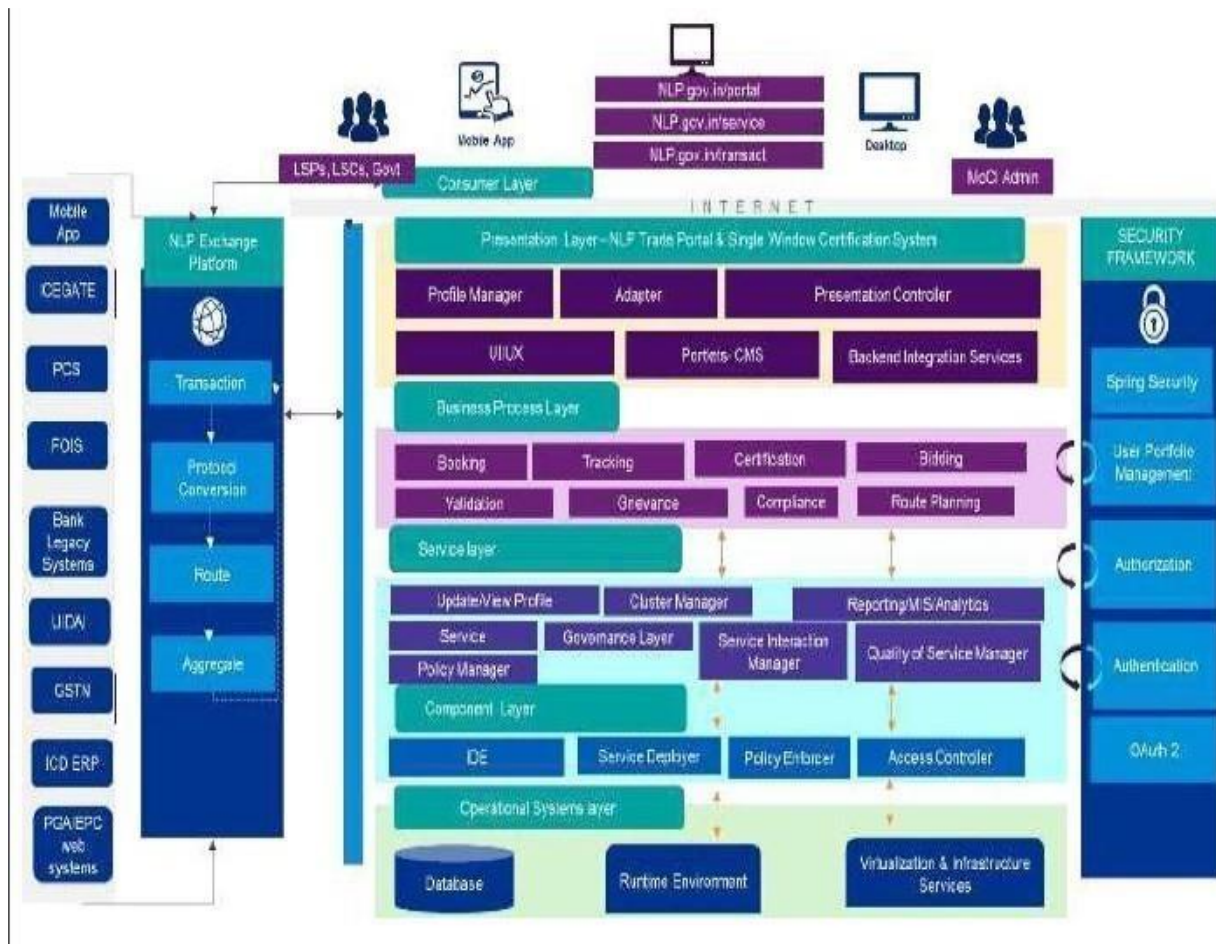 NLP.gov.in/portal
NLP.gov.in/service
NLP.gov.in/transact
Mobile App
Desktop
LSPs, LSCs, Govt
Consumer Layer
MoCI Admin
INTERNET
Mobile
App
ICEGATE
PCS
FOIS
Bank
Legacy
Systems
UIDAI
GSTN
ICD ERP
PGA/EPC
web
systems
NLP Exchange
Platform
Transaction
Protocol
Conversion
Route
Aggregate
Presentation Layer – NLP Trade Portal & Single Window Certification System
Profile Manager
Adapter
Presentation Controller
UI/UX
Portlets- CMS
Backend Integration Services
Business Process Layer
Booking
Tracking
Certification
Bidding
Validation
Grievance
Compliance
Route Planning
Service layer
Update/View Profile
Cluster Manager
Reporting/MIS/Analytics
Service
Governance Layer
Service Interaction
Manager
Quality of Service Manager
Policy Manager
Component Layer
IDE
Service Deployer
Policy Enforcer
Access Controller
Operational Systems layer
Database
Runtime Environment
Virtualization & Infrastructure
Services
SECURITY
FRAMEWORK
Spring Security
User Portfolio
Management
Authorization
Authentication
OAuth 2